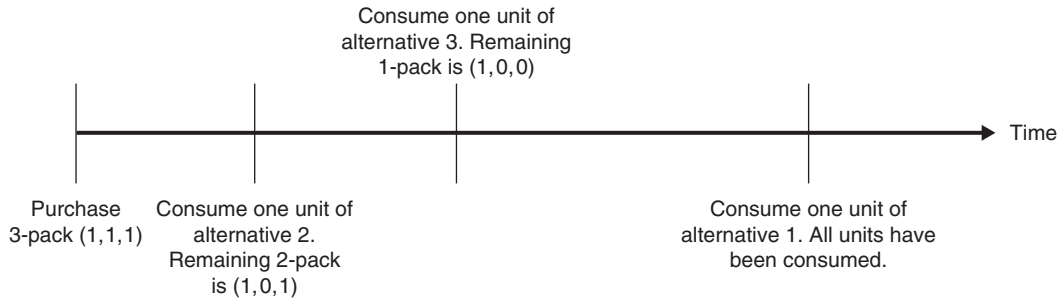 Consume one unit of
alternative 3. Remaining
1-pack is (1,0,0)
Time
Purchase
3-pack (1,1,1)
Consume one unit of
alternative 2.
Remaining 2-pack
is (1,0,1)
Consume one unit of
alternative 1. All units have
been consumed.